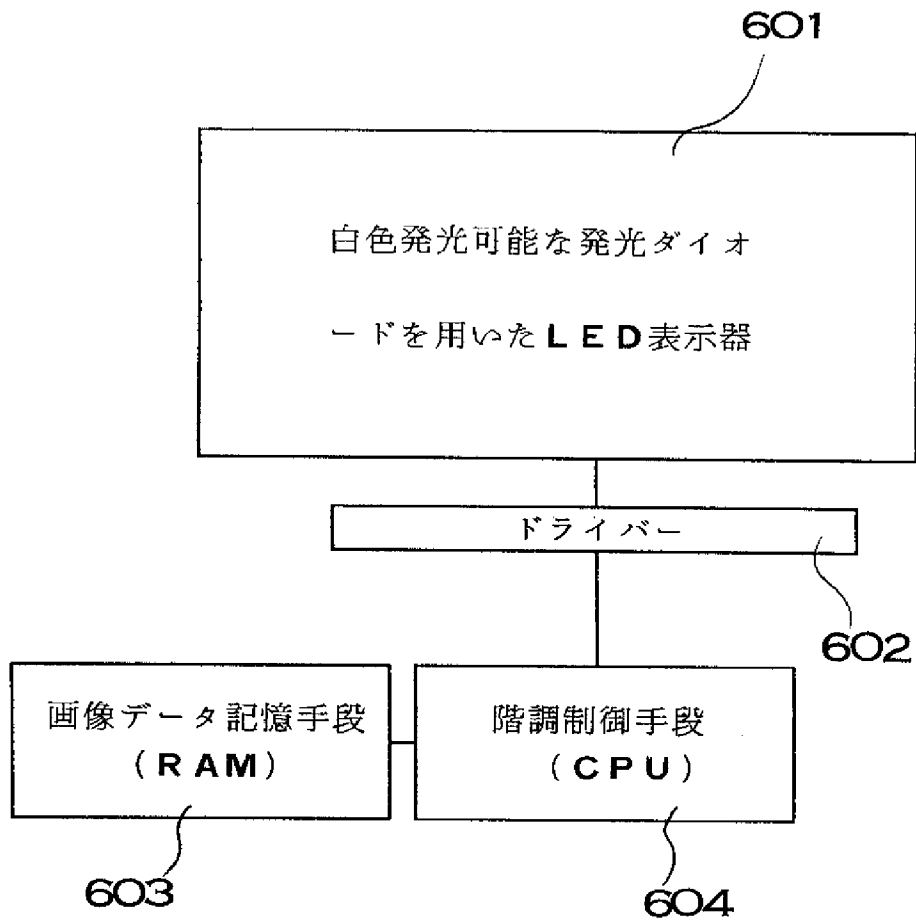 601
白色発光可能な発光ダイオ
ードを用いたLED表示器
ドライバー
602
画像データ記憶手段
(RAM)
階調制御手段
(CPU)
603
604